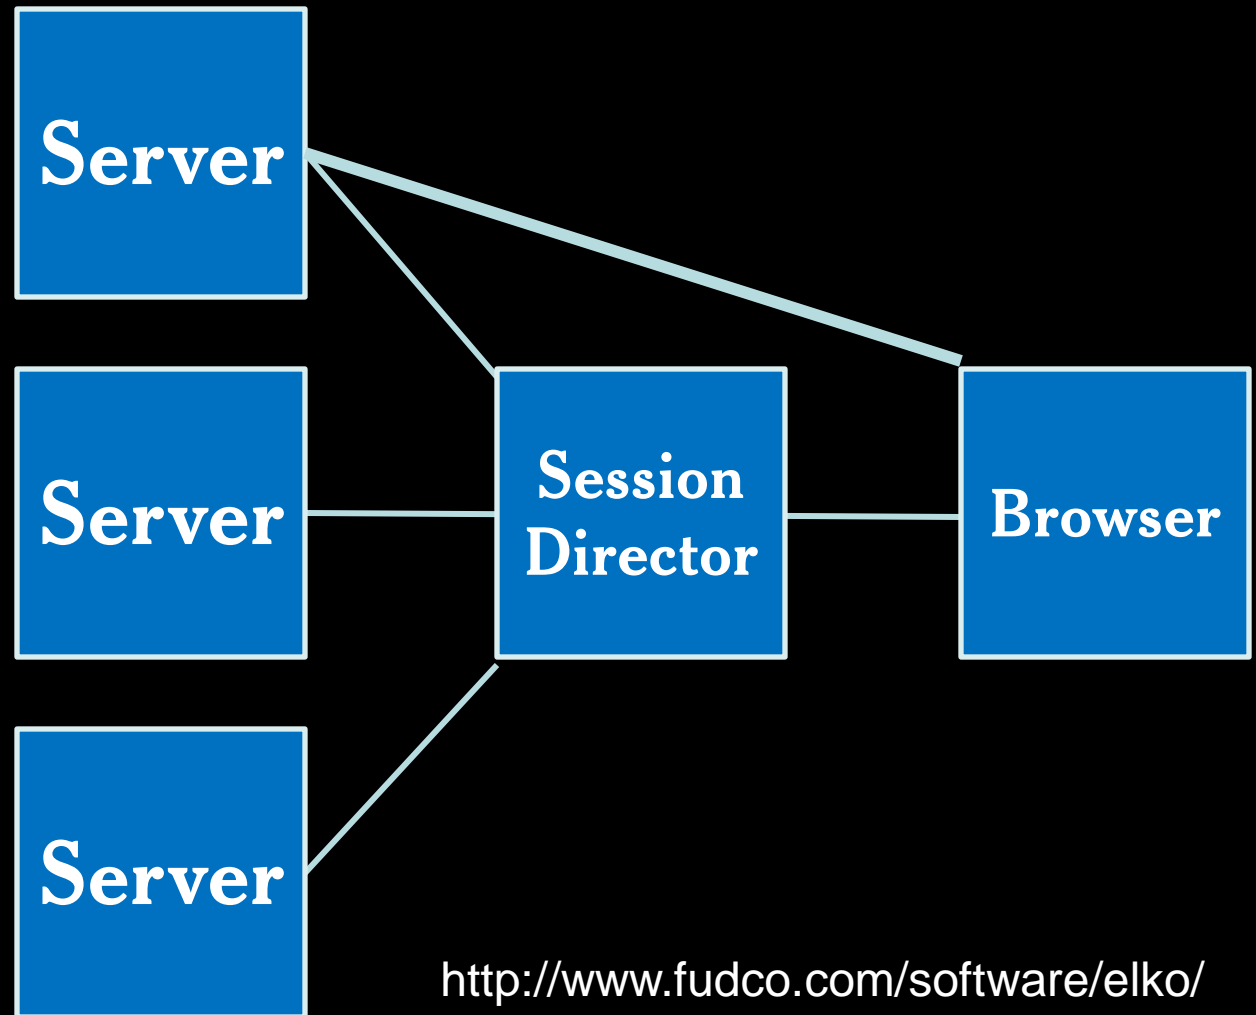 Server
Server
Session
Director
Browser
Server
http://www.fudco.com/software/elko/